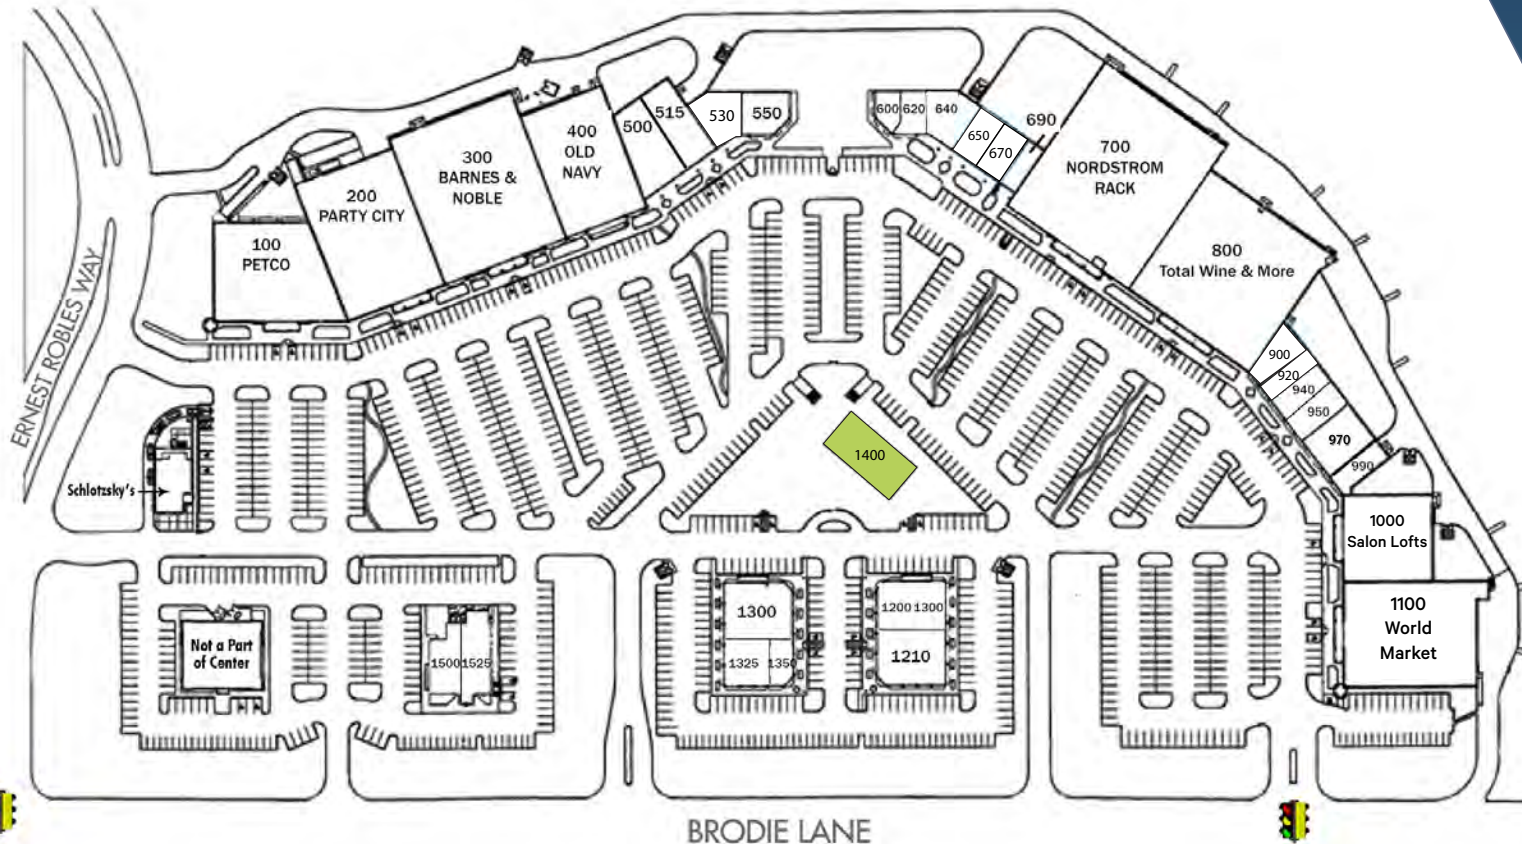 600
620
640
530
550
515
500
400
OLD
NAVY
690
650
670
300
BARNES &
NOBLE
700
NORDSTROM
RACK
200
PARTY CITY
100
PETCO
800
Total Wine & More
ERNEST ROBLES WAY
900
920
940
950
970
990
1400
Schlotzsky's
1000
Salon Lofts
1100
World
Market
1300
1200 1300
Not a Part
of Center
1500
1525
1325
1350
1210
BRODIE LANE